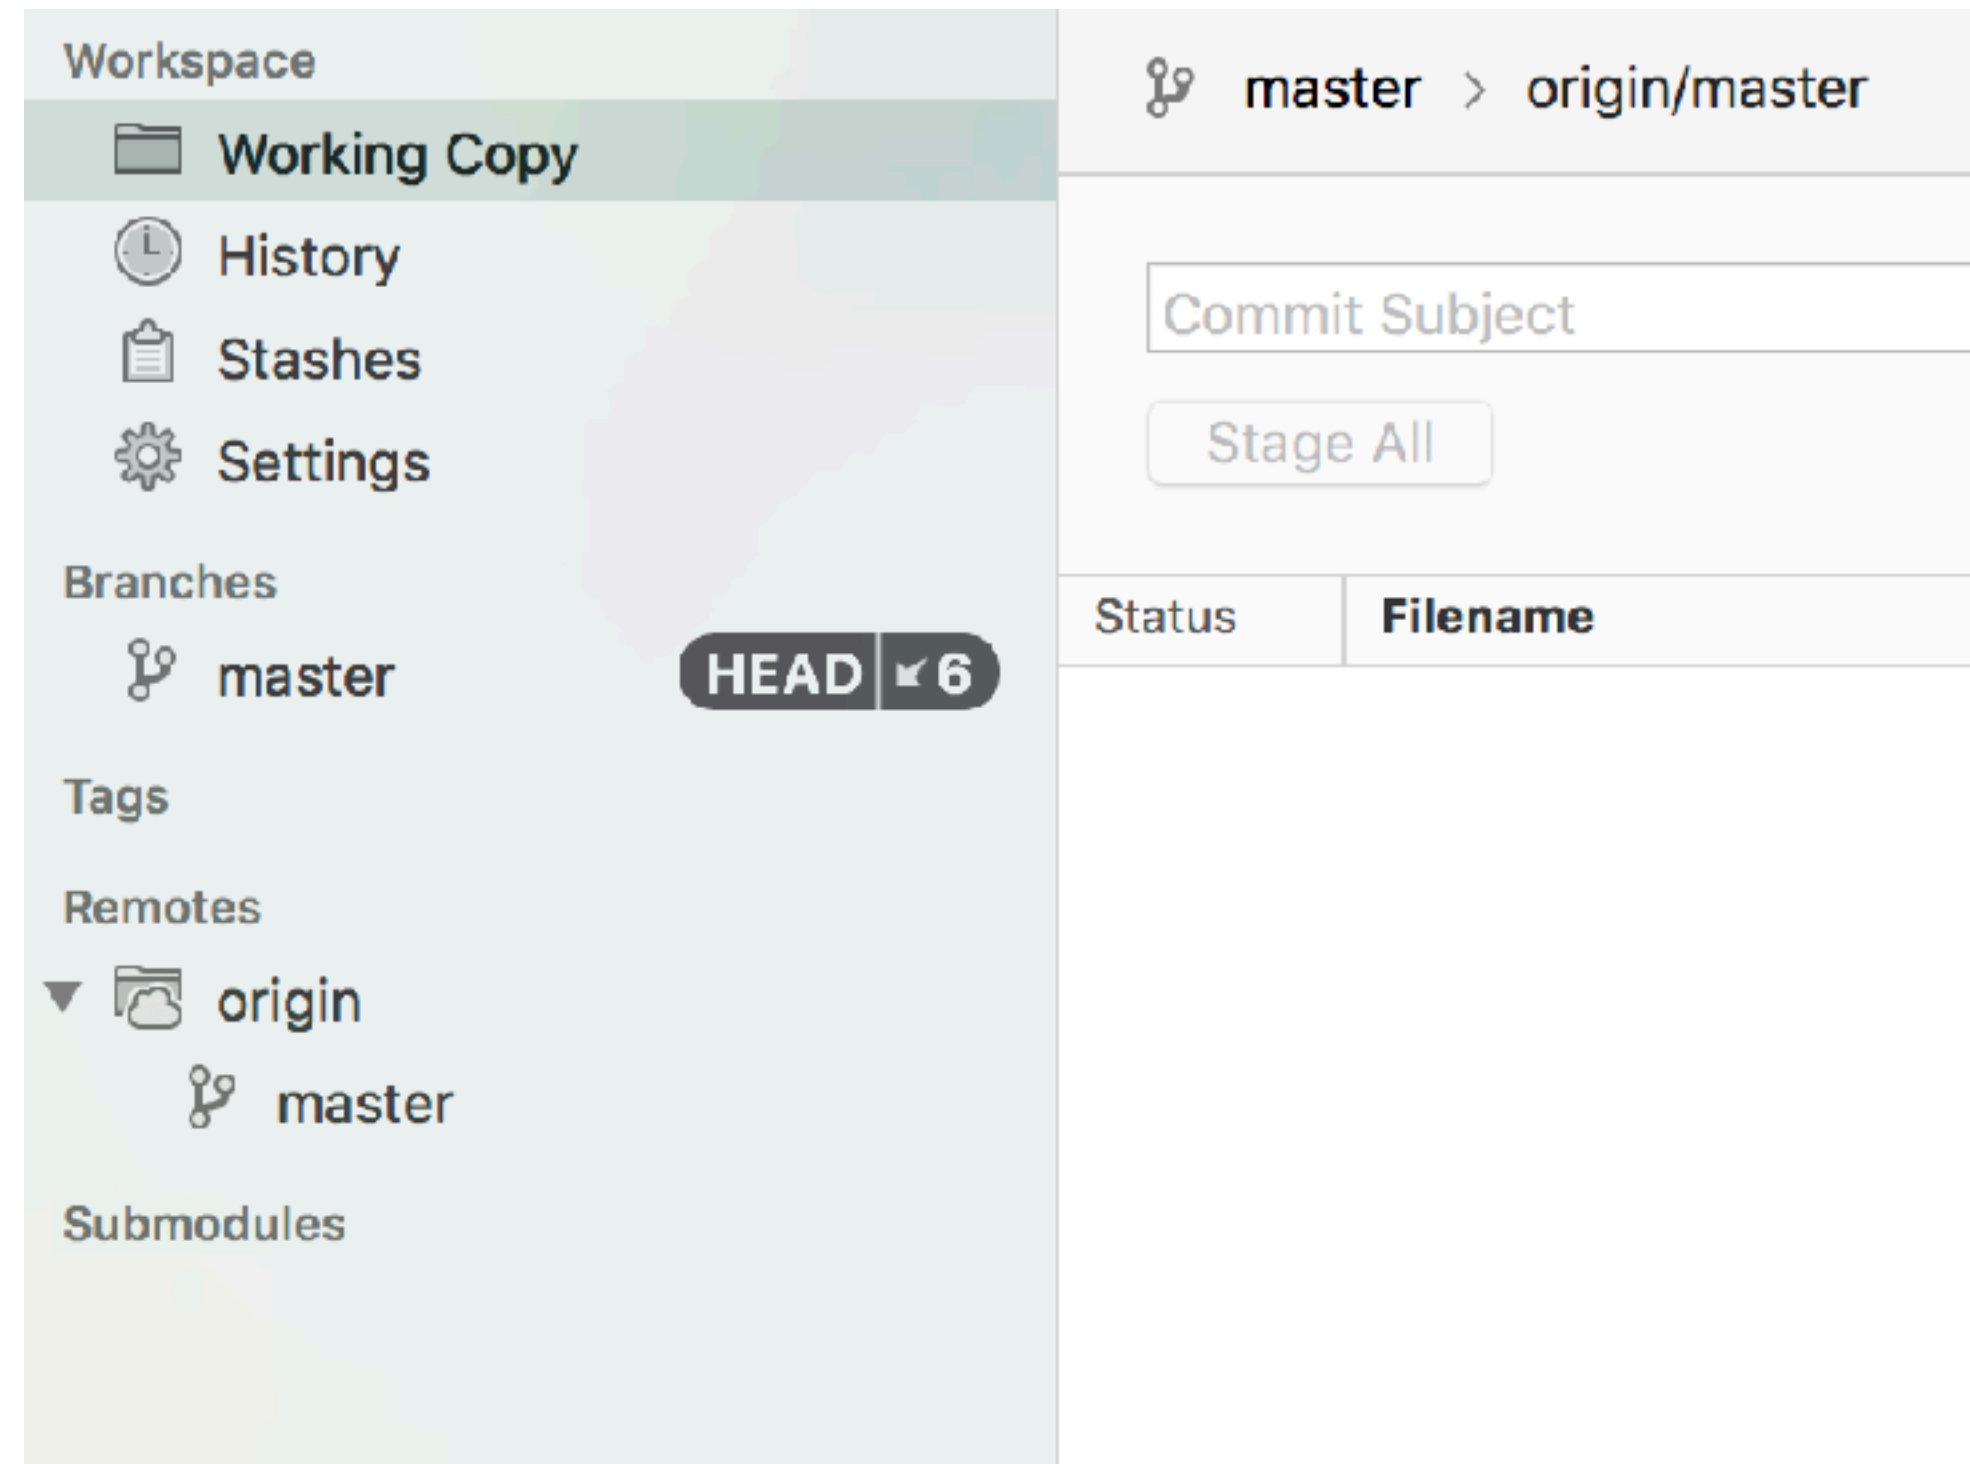 Workspace
Working Copy
History
Stashes
Settings
Branches
master HEAD 6
Tags
Remotes
origin
master
Submodules
master > origin/master
Commit Subject
Stage All
Status Filename